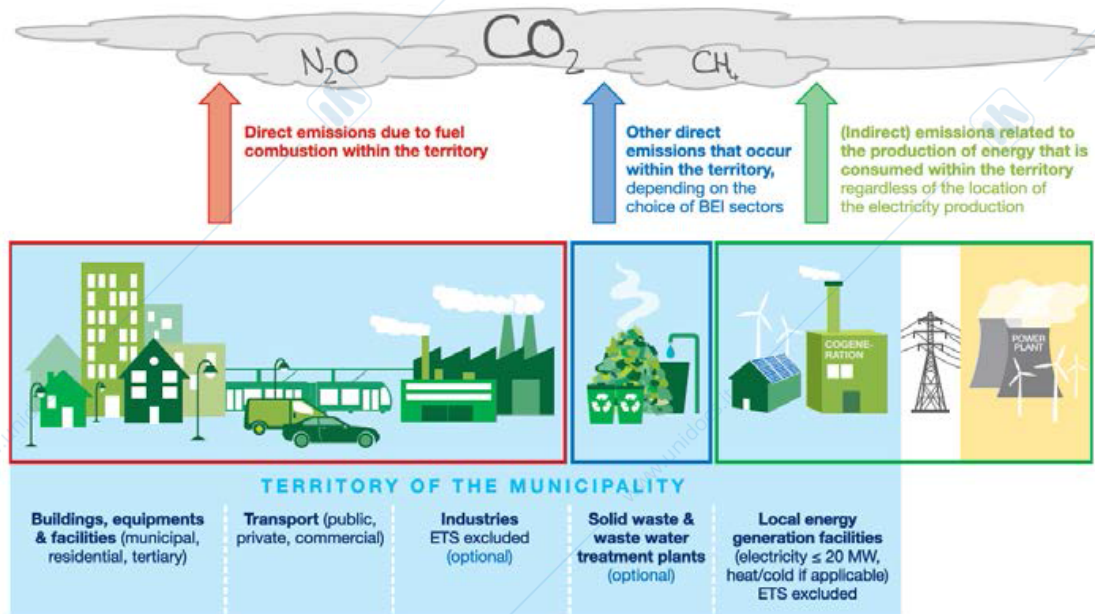 CO₂
N₂O
CH₄
Direct emissions due to fuel
combustion within the territory
Other direct
emissions that occur
within the territory,
depending on the
choice of BEI sectors
(Indirect) emissions related to
the production of energy that is
consumed within the territory
regardless of the location of
the electricity production
COGENE-
RATION
POWER
PLANT
TERRITORY OF THE MUNICIPALITY
Buildings, equipments
& facilities (municipal,
residential, tertiary)
Transport (public,
private, commercial)
Industries
ETS excluded
(optional)
Solid waste &
waste water
treatment plants
(optional)
Local energy
generation facilities
(electricity ≤ 20 MW,
heat/cold if applicable)
ETS excluded